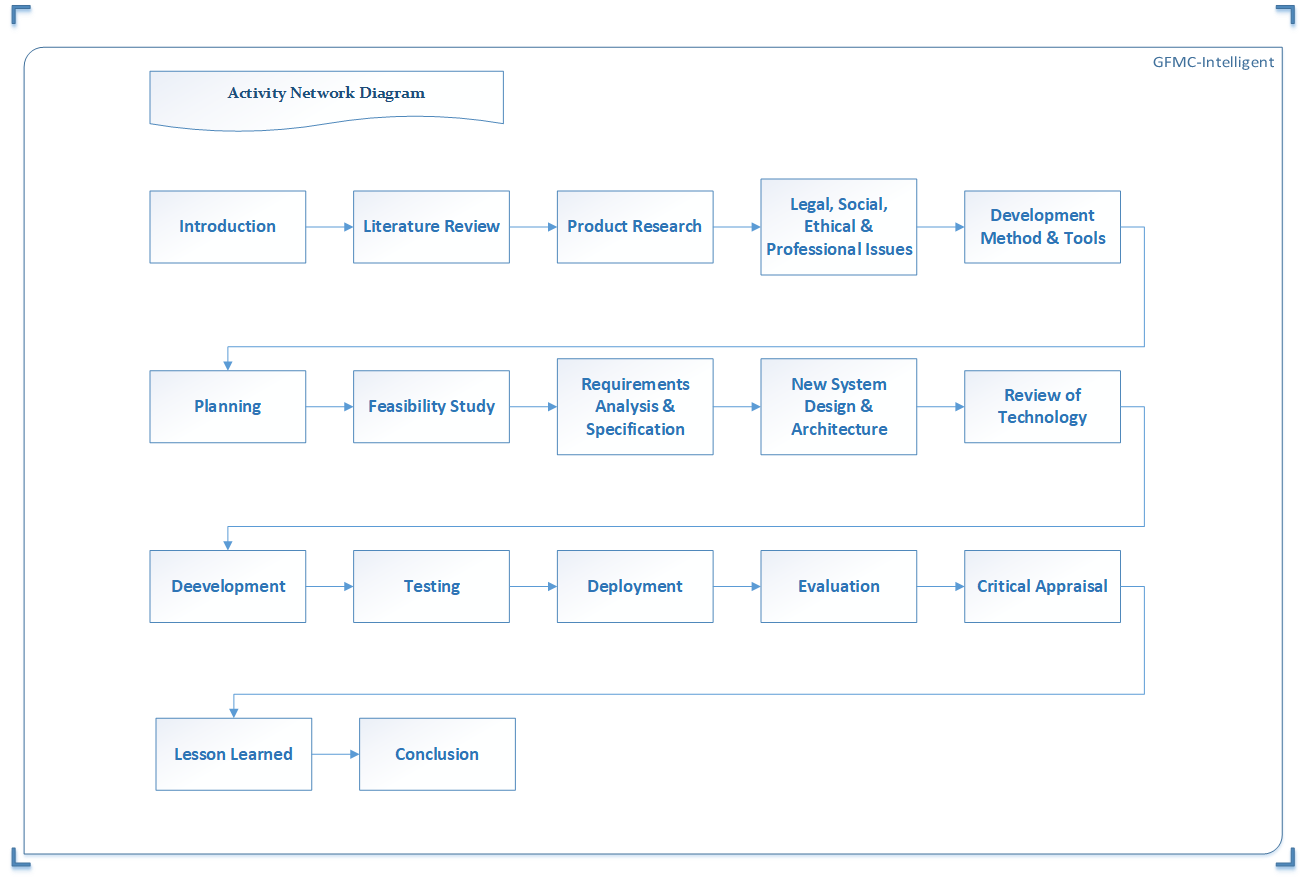 GFMC-Intelligent
Activity Network Diagram
Introduction
Literature Review
Product Research
Legal, Social,
Ethical &
Professional Issues
Development
Method & Tools
Planning
Feasibility Study
Requirements
Analysis &
Specification
New System
Design &
Architecture
Review of
Technology
Deevelopment
Testing
Deployment
Evaluation
Critical Appraisal
Lesson Learned
Conclusion